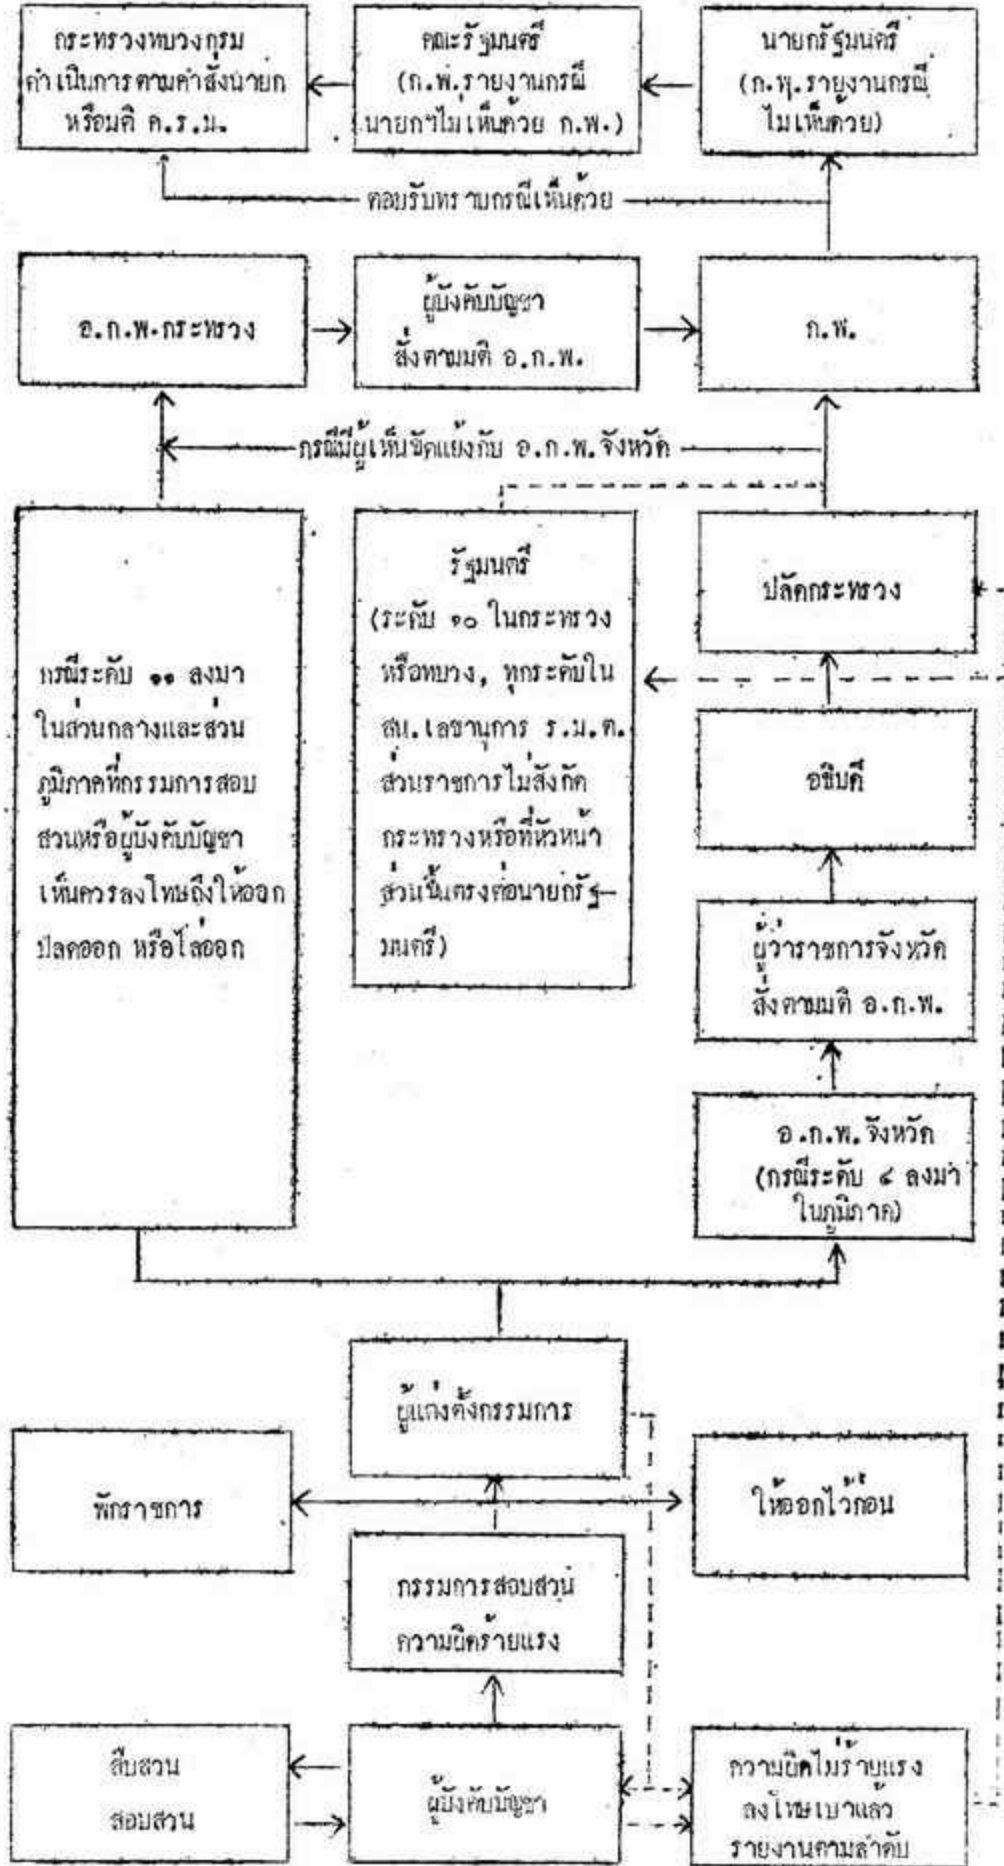 กระทรวงทบวงกรม
ดำเนินการตามคำสั่งนายก
หรือมติ ค.ร.ม.
คณะรัฐมนตรี
(ก.พ.รายงานกรณี
นายกฯไม่เห็นด้วย ก.พ.)
นายกรัฐมนตรี
(ก.พ.รายงานกรณี
ไม่เห็นด้วย)
ตอบรับทราบกรณีเห็นด้วย
อ.ก.พ.กระทรวง
ผู้บังคับบัญชา
สั่งตามมติ อ.ก.พ.
ก.พ.
กรณีมีผู้เห็นขัดแย้งกับ อ.ก.พ.จังหวัด
กรณีระดับ ๑๑ ลงมา
ในส่วนกลางและส่วน
ภูมิภาคที่กรรมการสอบ
สวนหรือผู้บังคับบัญชา
เห็นควรลงโทษถึงให้ออก
ปลดออก หรือไล่ออก
รัฐมนตรี
(ระดับ ๑๐ ในกระทรวง
หรือทบวง, ทุกระดับใน
สน.เลขานุการ ร.ม.ต.
ส่วนราชการไม่สังกัด
กระทรวงหรือที่หัวหน้า
ส่วนขึ้นตรงต่อนายกรัฐ-
มนตรี)
ปลัดกระทรวง
อธิบดี
ผู้ว่าราชการจังหวัด
สั่งตามมติ อ.ก.พ.
อ.ก.พ.จังหวัด
(กรณีระดับ ๔ ลงมา
ในภูมิภาค)
ผู้แต่งตั้งกรรมการ
พักราชการ
ให้ออกไว้ก่อน
กรรมการสอบสวน
ความผิดร้ายแรง
สืบสวน
สอบสวน
ผู้บังคับบัญชา
ความผิดไม่ร้ายแรง
ลงโทษเบาแล้ว
รายงานตามลำดับ